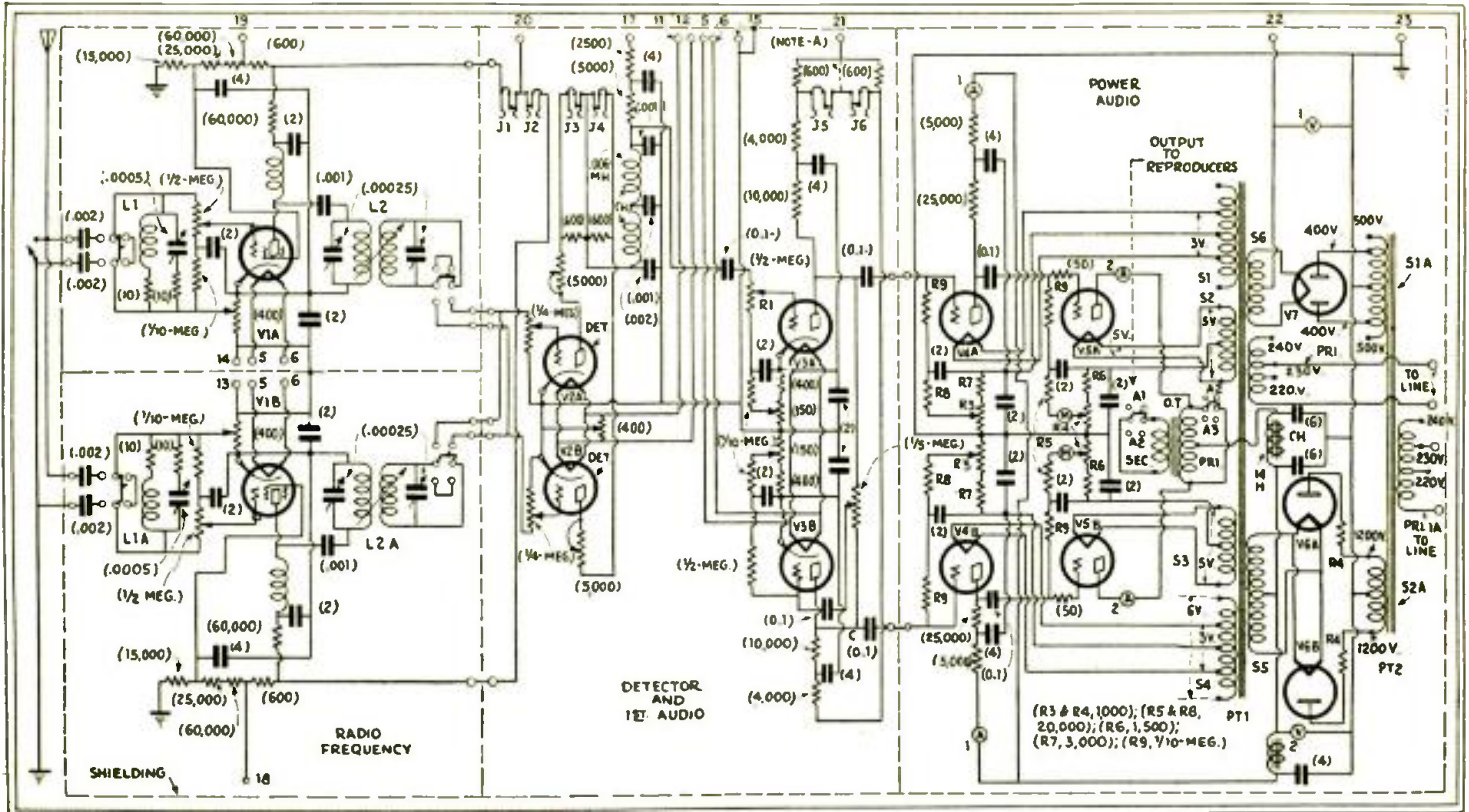 19
20
17
11
12
5
6
15
21
22
23
(15,000)
(60,000)
(25,000)
(600)
(4)
(60,000)
(2)
(.0005)
L1
(1/2-MEG.)
(.001)
(.00025)
L2
(.002)
(.002)
(2)
(10)
(10)
(1/10-MEG.)
(400)
V1A
(2)
14
5
6
13
5
6
V1B
(1/10-MEG.)
(400)
(2)
(10)
(10)
(.00025)
(.002)
(.002)
L1A
(2)
(.0005)
(1/2 MEG.)
(.001)
L2A
(2)
(60,000)
(4)
(15,000)
(25,000)
(600)
(60,000)
18
RADIO
FREQUENCY
SHIELDING
J1
J2
J3
J4
(2500)
(5000)
(4)
(.001)
MH
(600)
(600)
(5000)
(.001)
(.002)
(1/4-MEG)
DET
V2A
V2B
DET
(400)
(1/4-MEG.)
(5000)
(NOTE-A)
(600)
(600)
J5
J6
(4,000)
(4)
(10,000)
(0.1)
(1/2-MEG.)
(0.1)
R1
(2)
V3A
(400)
(150)
(1/10-MEG
(150)
(2)
(2)
(400)
V3B
(1/2-MEG.)
(1/5-MEG.)
(0.1)
C
(0.1)
(10,000)
(4)
(4,000)
DETECTOR
AND
1ST. AUDIO
POWER
AUDIO
1
(5,000)
(4)
(25,000)
(0.1)
R9
V4A
(2)
R8
R7
R3
(2)
(50)
2
R9
V5A
5V.
(2)
R6
R4
R5
R6
(2)
(2)
A1
A2
SEC
O.T
A3
PR1
OUTPUT
TO
REPRODUCERS
R8
R7
(2)
(2)
V4B
R9
R9
V5B
(50)
2
(25,000)
(4)
(0.1)
1
3V.
S1
S2
5V
S3
5V
6V
3V
S4
PT1
S6
V7
400V
400V
500V
500V
S1A
1
240V.
PR1
230V
220.V.
TO
LINE
(6)
CH
(6)
14
H
240V
230V
220V
PR1.1A
TO
LINE
V6A
V6B
R4
R4
1200V
1200V
S2A
PT2
S5
2
(4)
(R3 & R4, 1,000); (R5 & R8,
20,000); (R6, 1,500);
(R7, 3,000); (R9, 1/10-MEG.)